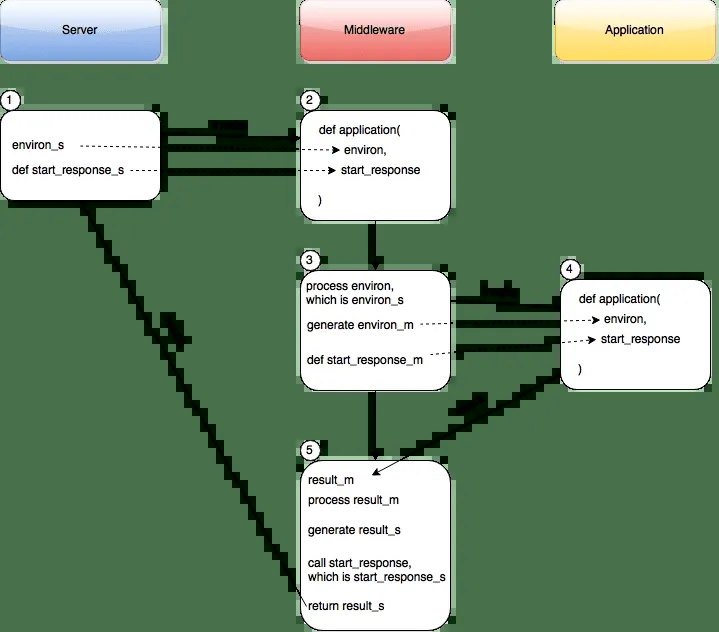 Server
Middleware
Application
1
environ_s
def start_response_s
2
def application(
environ,
start_response
)
3
process environ,
which is environ_s
generate environ_m
def start_response_m
4
def application(
environ,
start_response
)
5
result_m
process result_m
generate result_s
call start_response,
which is start_response_s
return result_s